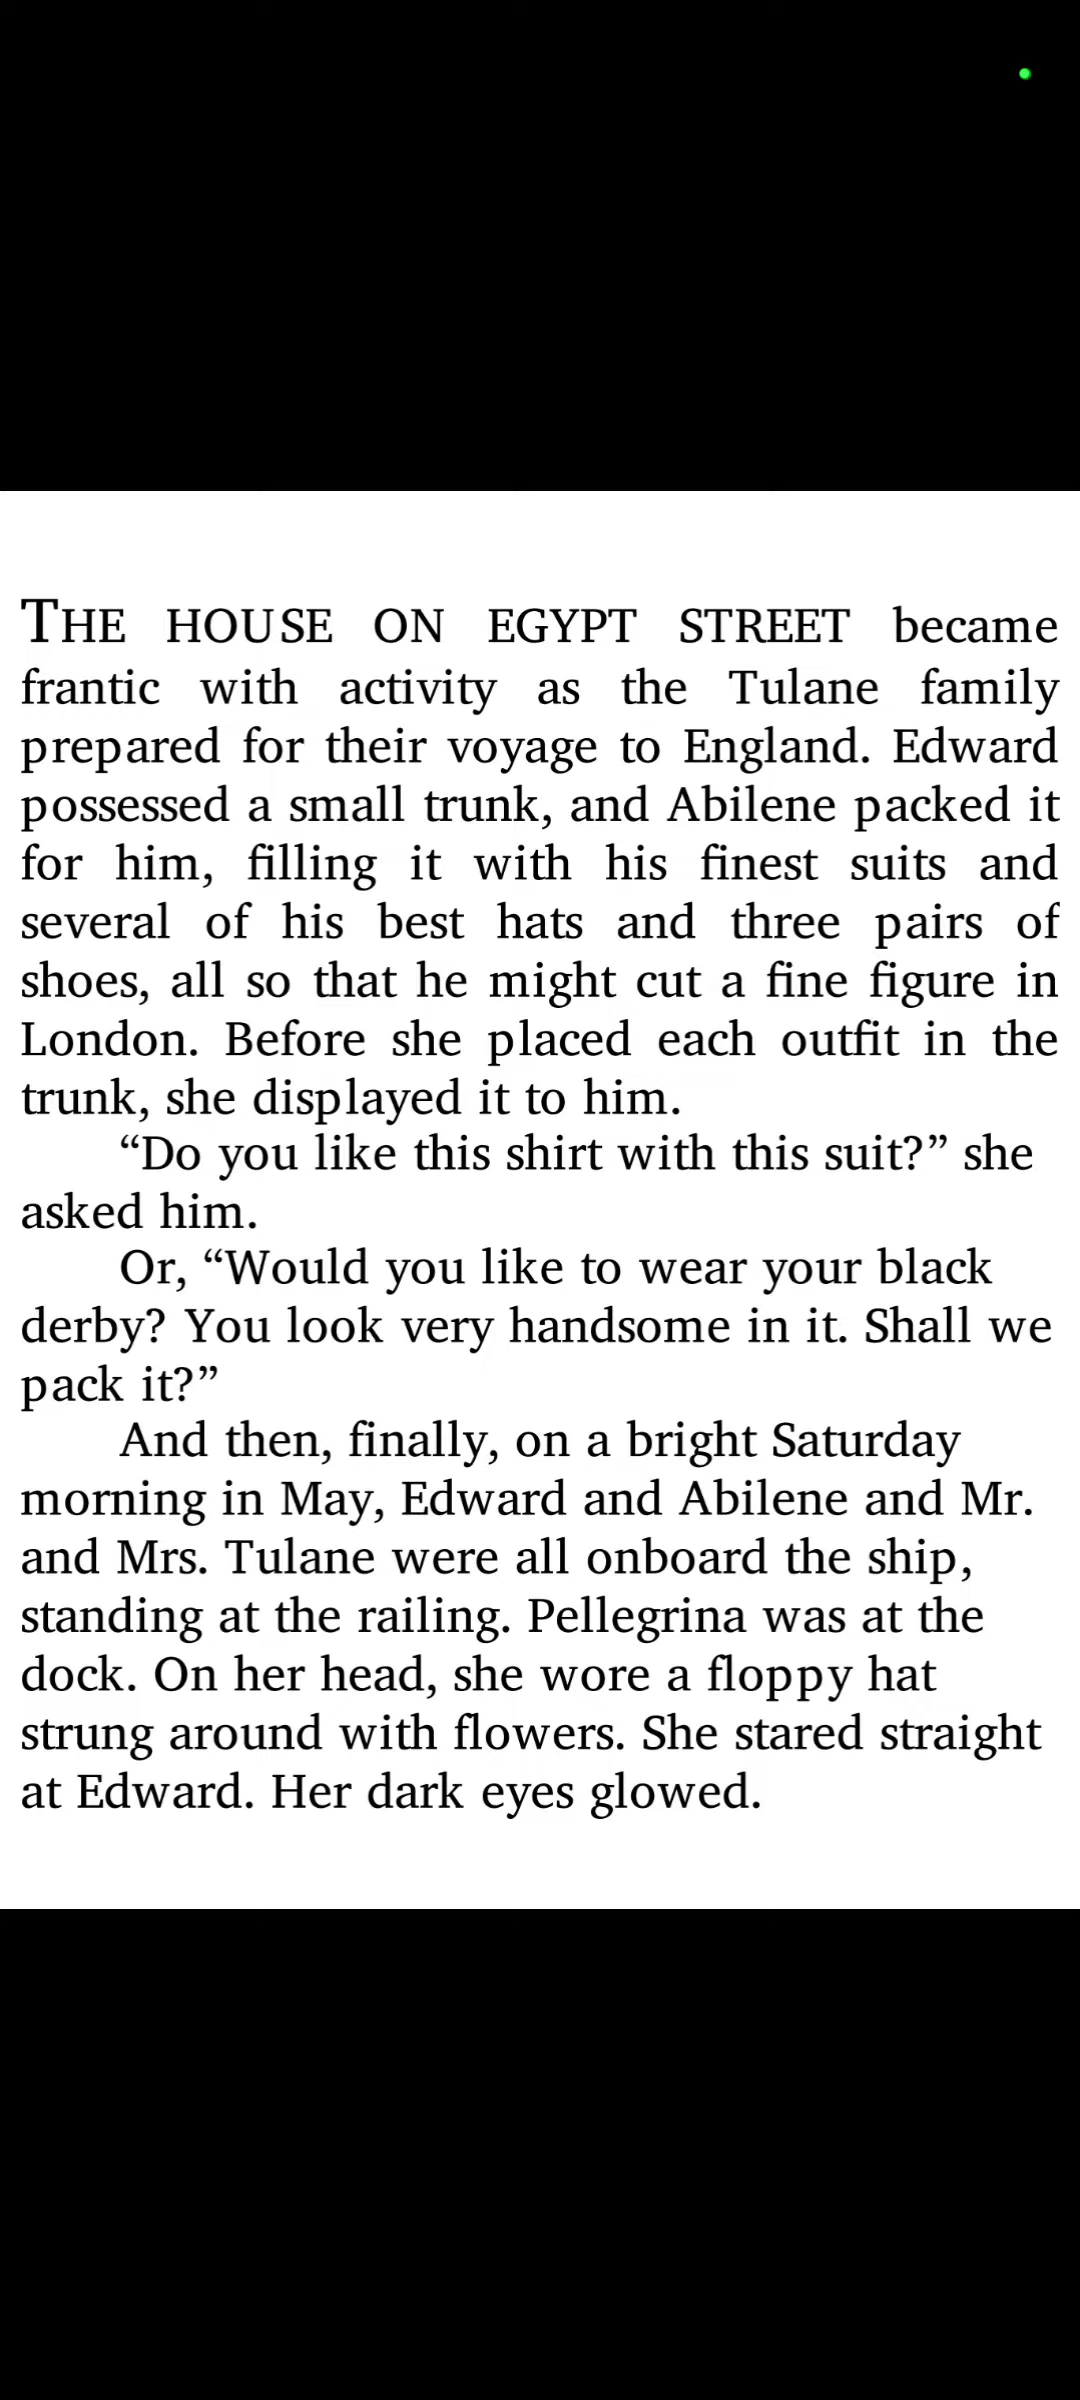 THE HOUSE ON EGYPT STREET became
frantic with activity as the Tulane family
prepared for their voyage to England. Edward
possessed a small trunk, and Abilene packed it
for him, filling it with his finest suits and
several of his best hats and three pairs of
shoes, all so that he might cut a fine figure in
London. Before she placed each outfit in the
trunk, she displayed it to him.
“Do you like this shirt with this suit?” she
asked him.
Or, “Would you like to wear your black
derby? You look very handsome in it. Shall we
pack it?”
And then, finally, on a bright Saturday
morning in May, Edward and Abilene and Mr.
and Mrs. Tulane were all onboard the ship,
standing at the railing. Pellegrina was at the
dock. On her head, she wore a floppy hat
strung around with flowers. She stared straight
at Edward. Her dark eyes glowed.